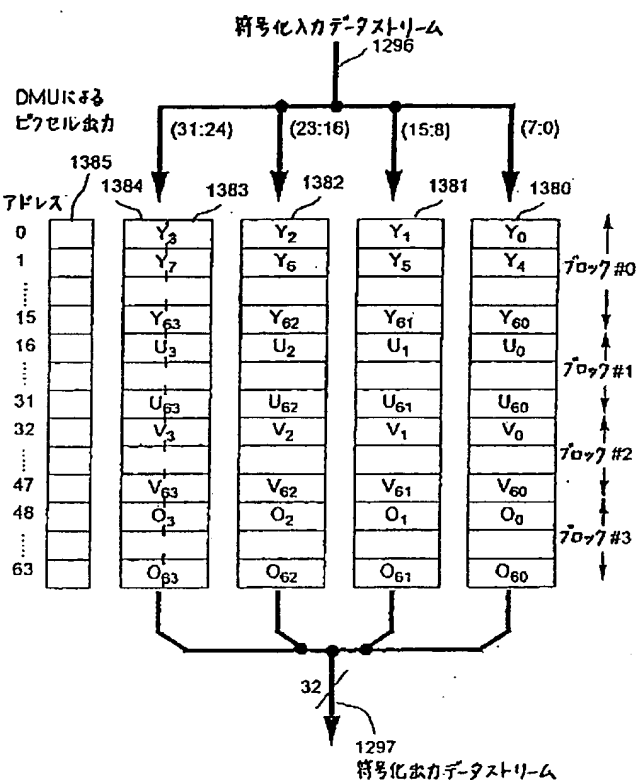 符号化入力データストリーム
1296
DMUによる
ピクセル出力
(31:24) (23:16) (15:8) (7:0)
1385 1384 1383 1382 1381 1380
アドレス
0 Y3 Y2 Y1 Y0
1 Y7 Y6 Y5 Y4 ブロック#0
15 Y63 Y62 Y61 Y60
16 U3 U2 U1 U0
ブロック#1
31 U63 U62 U61 U60
32 V3 V2 V1 V0
ブロック#2
47 V63 V62 V61 V60
48 O3 O2 O1 O0
ブロック#3
63 O63 O62 O61 O60
32
1297
符号化出力データストリーム